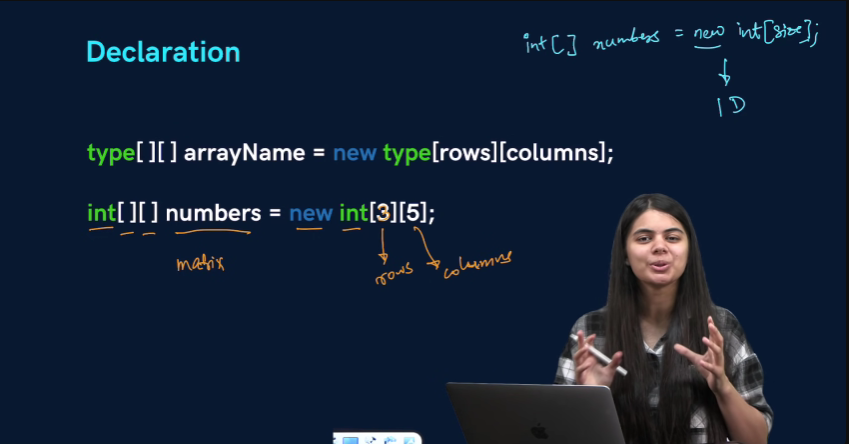 Declaration
int[] numbers = new int[size];
1D
type[ ][ ] arrayName = new type[rows][columns];
int[ ][ ] numbers = new int[3][5];
matrix
rows
columns